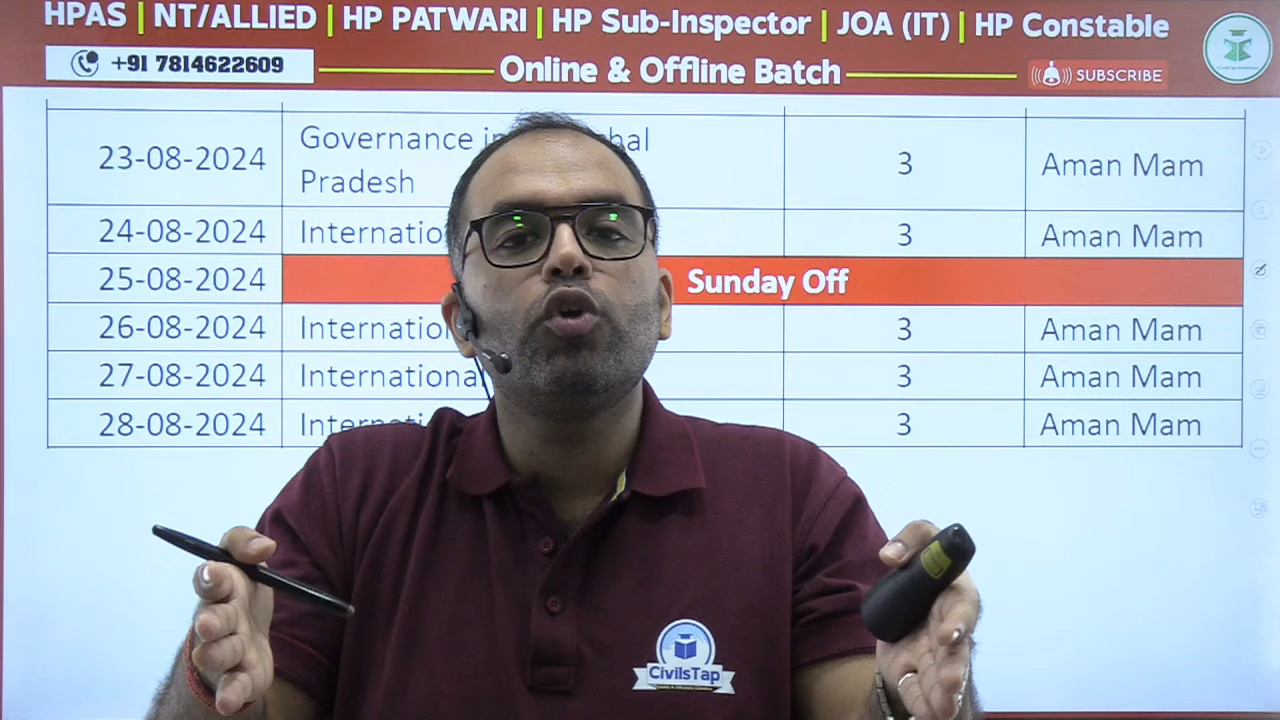 HPAS | NT/ALLIED | HP PATWARI | HP Sub-Inspector | JOA (IT) | HP Constable
+91 7814622609
Online & Offline Batch
SUBSCRIBE
23-08-2024 Governance in Pradesh 3 Aman Mam
24-08-2024 3 Aman Mam
25-08-2024 Sunday Off
26-08-2024 3 Aman Mam
27-08-2024 International 3 Aman Mam
28-08-2024 3 Aman Mam
CivilsTap